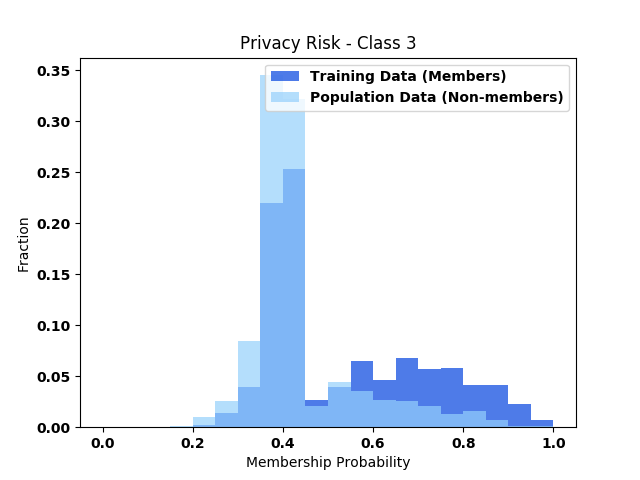 Privacy Risk - Class 3
Training Data (Members)
Population Data (Non-members)
0.35
0.30
0.25
0.20
0.15
0.10
0.05
0.00
Fraction
0.0 0.2 0.4 0.6 0.8 1.0
Membership Probability